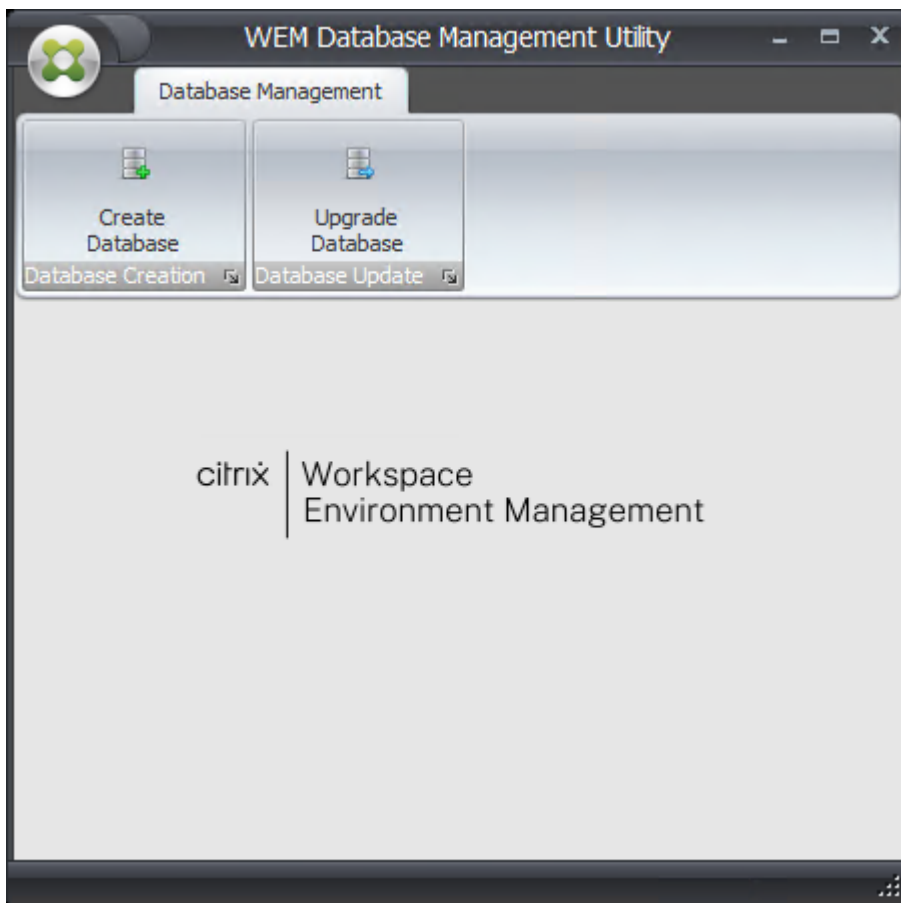 WEM Database Management Utility
Database Management
Create
Database
Upgrade
Database
Database Creation
Database Update
citrix
Workspace
Environment Management